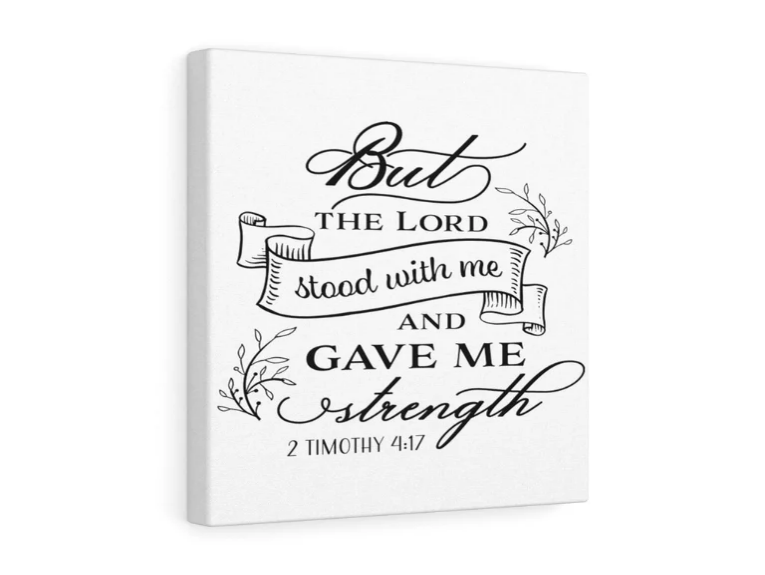 But
THE LORD
stood with me
AND
GAVE ME
strength
2 TIMOTHY 4:17